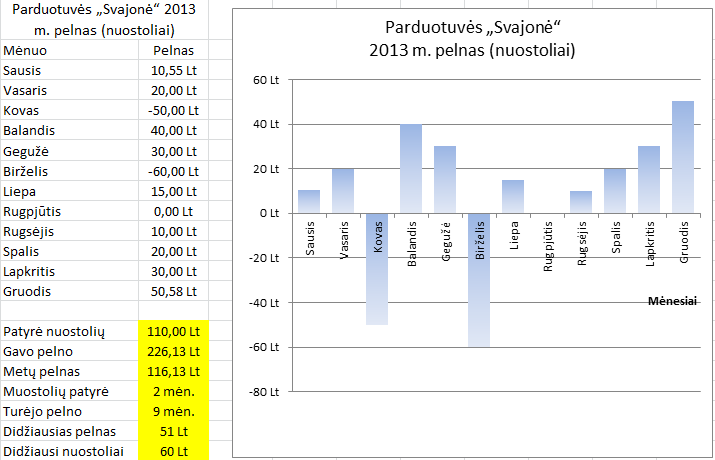 Parduotuvės „Svajonė“ 2013
m. pelnas (nuostoliai)
Mėnuo Pelnas
Sausis 10,55 Lt
Vasaris 20,00 Lt
Kovas -50,00 Lt
Balandis 40,00 Lt
Gegužė 30,00 Lt
Birželis -60,00 Lt
Liepa 15,00 Lt
Rugpjūtis 0,00 Lt
Rugsėjis 10,00 Lt
Spalis 20,00 Lt
Lapkritis 30,00 Lt
Gruodis 50,58 Lt
Patyrė nuostolių 110,00 Lt
Gavo pelno 226,13 Lt
Metų pelnas 116,13 Lt
Muostolių patyrė 2 mėn.
Turėjo pelno 9 mėn.
Didžiausias pelnas 51 Lt
Didžiausi nuostoliai 60 Lt
Parduotuvės „Svajonė“
2013 m. pelnas (nuostoliai)
60 Lt
40 Lt
20 Lt
0 Lt
-20 Lt
-40 Lt
-60 Lt
-80 Lt
Sausis
Vasaris
Kovas
Balandis
Gegužė
Birželis
Liepa
Rugpjūtis
Rugsėjis
Spalis
Lapkritis
Gruodis
Mėnesiai